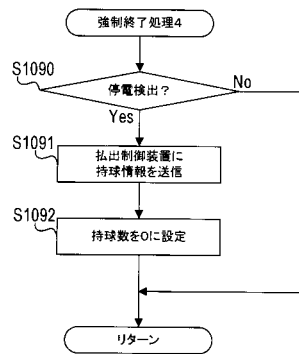 強制終了処理4
S1090
停電検出?
No
Yes
S1091
払出制御装置に
持球情報を送信
S1092
持球数を0に設定
リターン